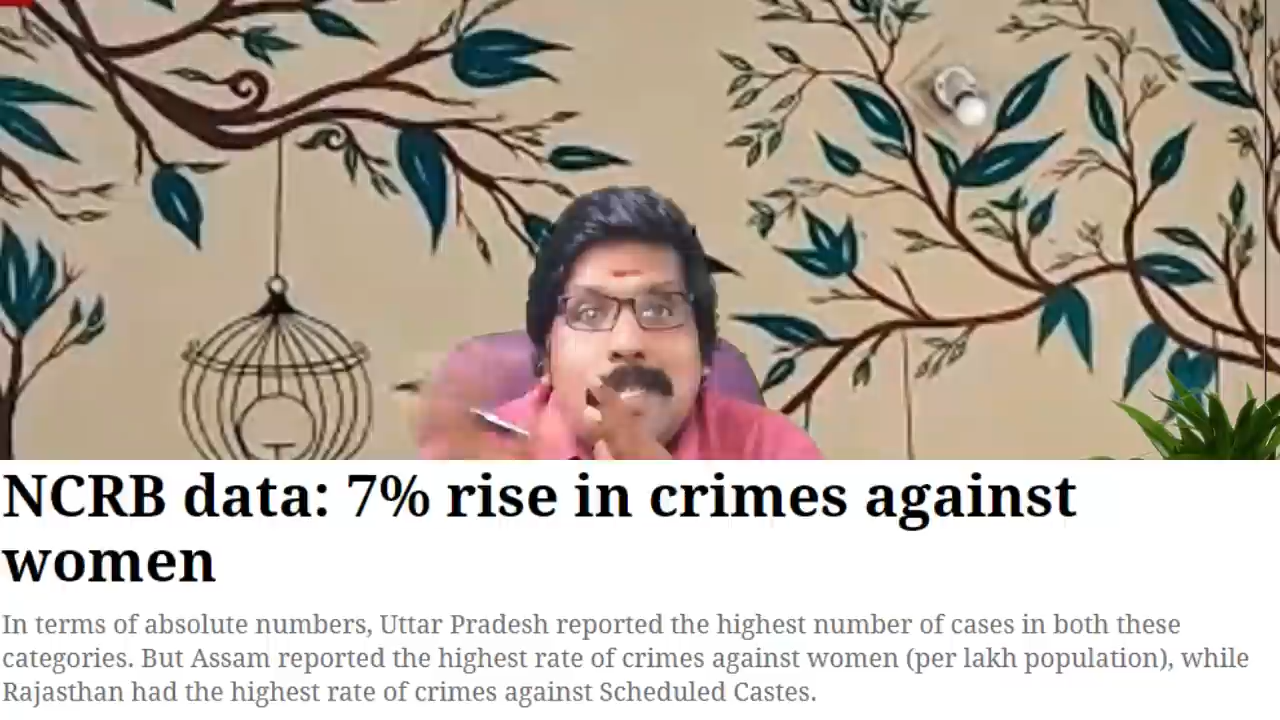 NCRB data: 7% rise in crimes against
women
In terms of absolute numbers, Uttar Pradesh reported the highest number of cases in both these
categories. But Assam reported the highest rate of crimes against women (per lakh population), while
Rajasthan had the highest rate of crimes against Scheduled Castes.